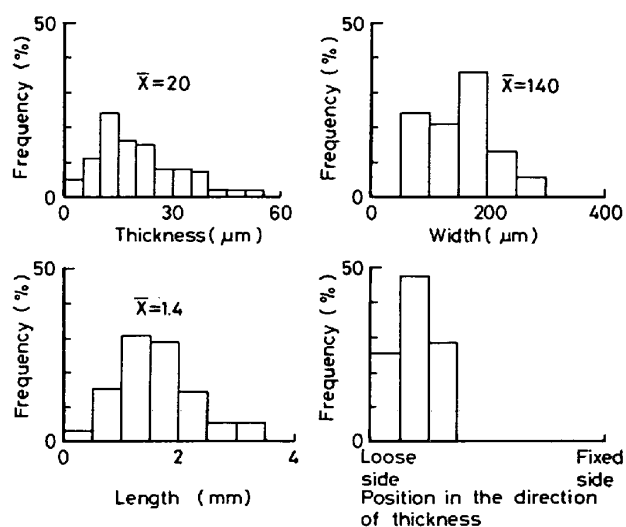 50
Frequency (%)
X̄=20
0
0 30 60
Thickness(μm)
50
Frequency (%)
X̄=140
0
0 200 400
Width(μm)
50
Frequency (%)
X̄=1.4
0
0 2 4
Length (mm)
50
Frequency (%)
0
Loose side
Fixed side
Position in the direction
of thickness